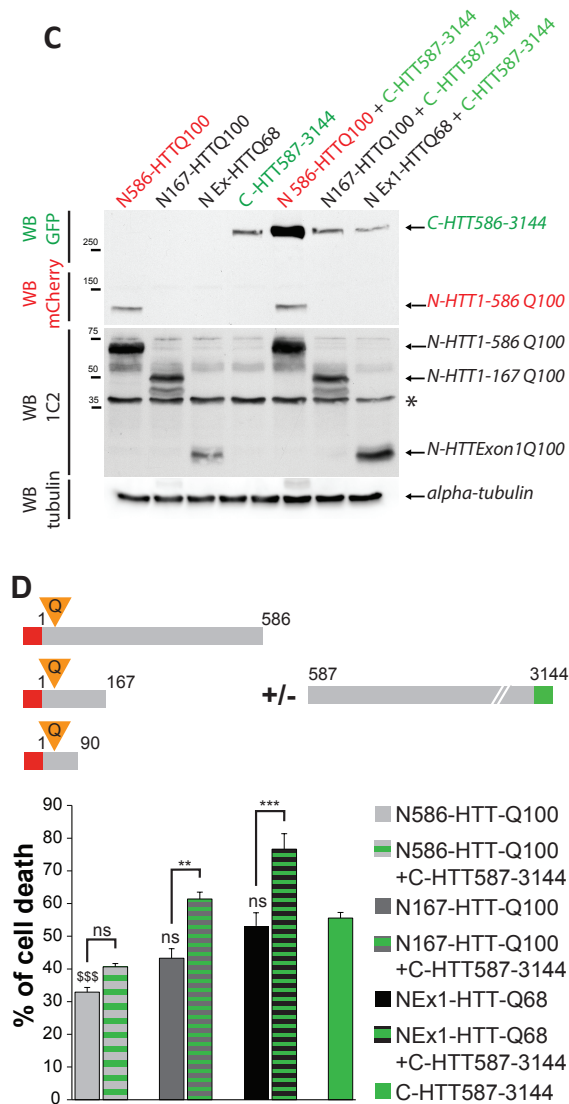 C
N586-HTTQ100
N167-HTTQ100
N Ex-HTTQ68
C-HTT587-3144
N 586-HTTQ100 + C-HTT587-3144
N167-HTTQ100 + C-HTT587-3144
N Ex1-HTTQ68 + C-HTT587-3144
WB
GFP
250
C-HTT586-3144
WB
mCherry
150
N-HTT1-586 Q100
WB
1C2
75
50
35
N-HTT1-586 Q100
N-HTT1-167 Q100
*
N-HTTExon1Q100
WB
tubulin
alpha-tubulin
D
Q
1
586
Q
1
167
+/-
587
3144
Q
1
90
% of cell death
90
80
70
60
50
40
30
20
10
0
$$$
ns
ns
**
ns
***
N586-HTT-Q100
N586-HTT-Q100
+C-HTT587-3144
N167-HTT-Q100
N167-HTT-Q100
+C-HTT587-3144
NEx1-HTT-Q68
NEx1-HTT-Q68
+C-HTT587-3144
C-HTT587-3144